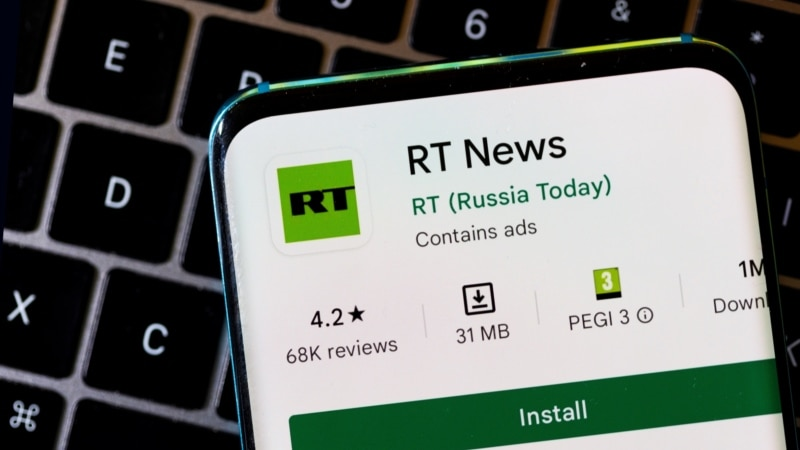 6
&
*
E
D
X
C
⌘
RT News
RT
RT (Russia Today)
Contains ads
4.2★
68K reviews
31 MB
3
PEGI 3
1M
Downl
Install